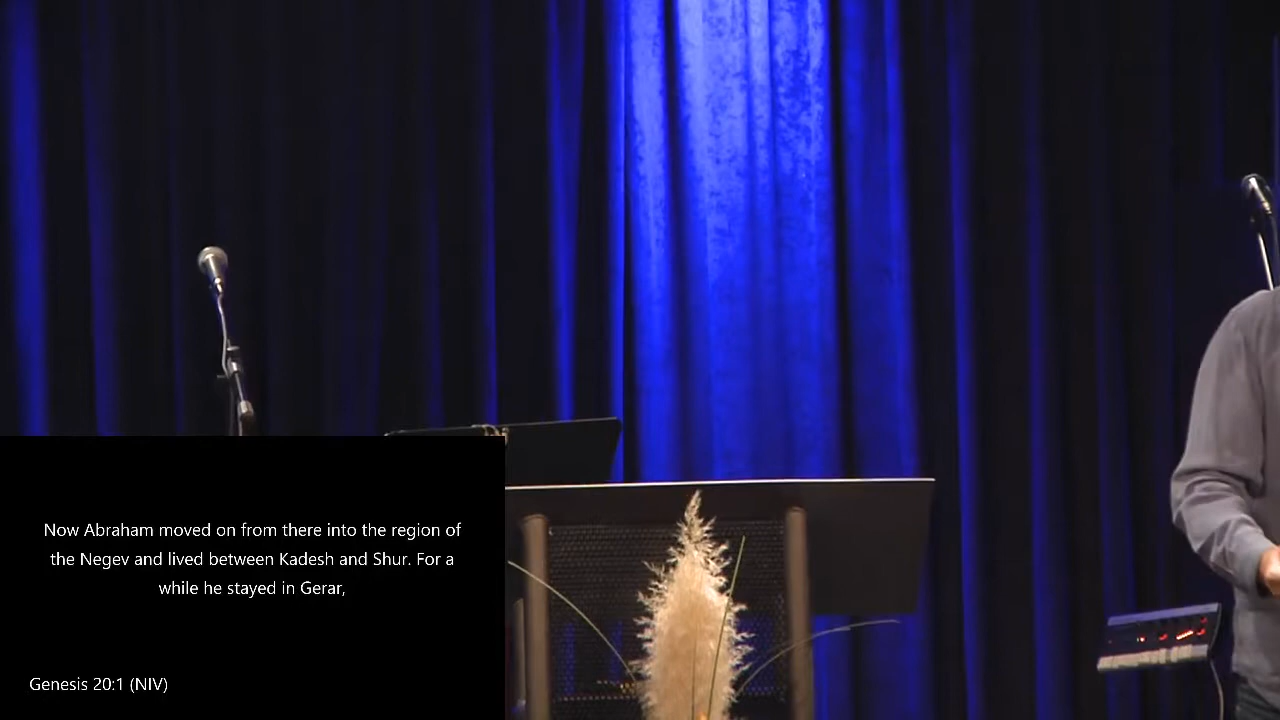 Now Abraham moved on from there into the region of
the Negev and lived between Kadesh and Shur. For a
while he stayed in Gerar,
Genesis 20:1 (NIV)